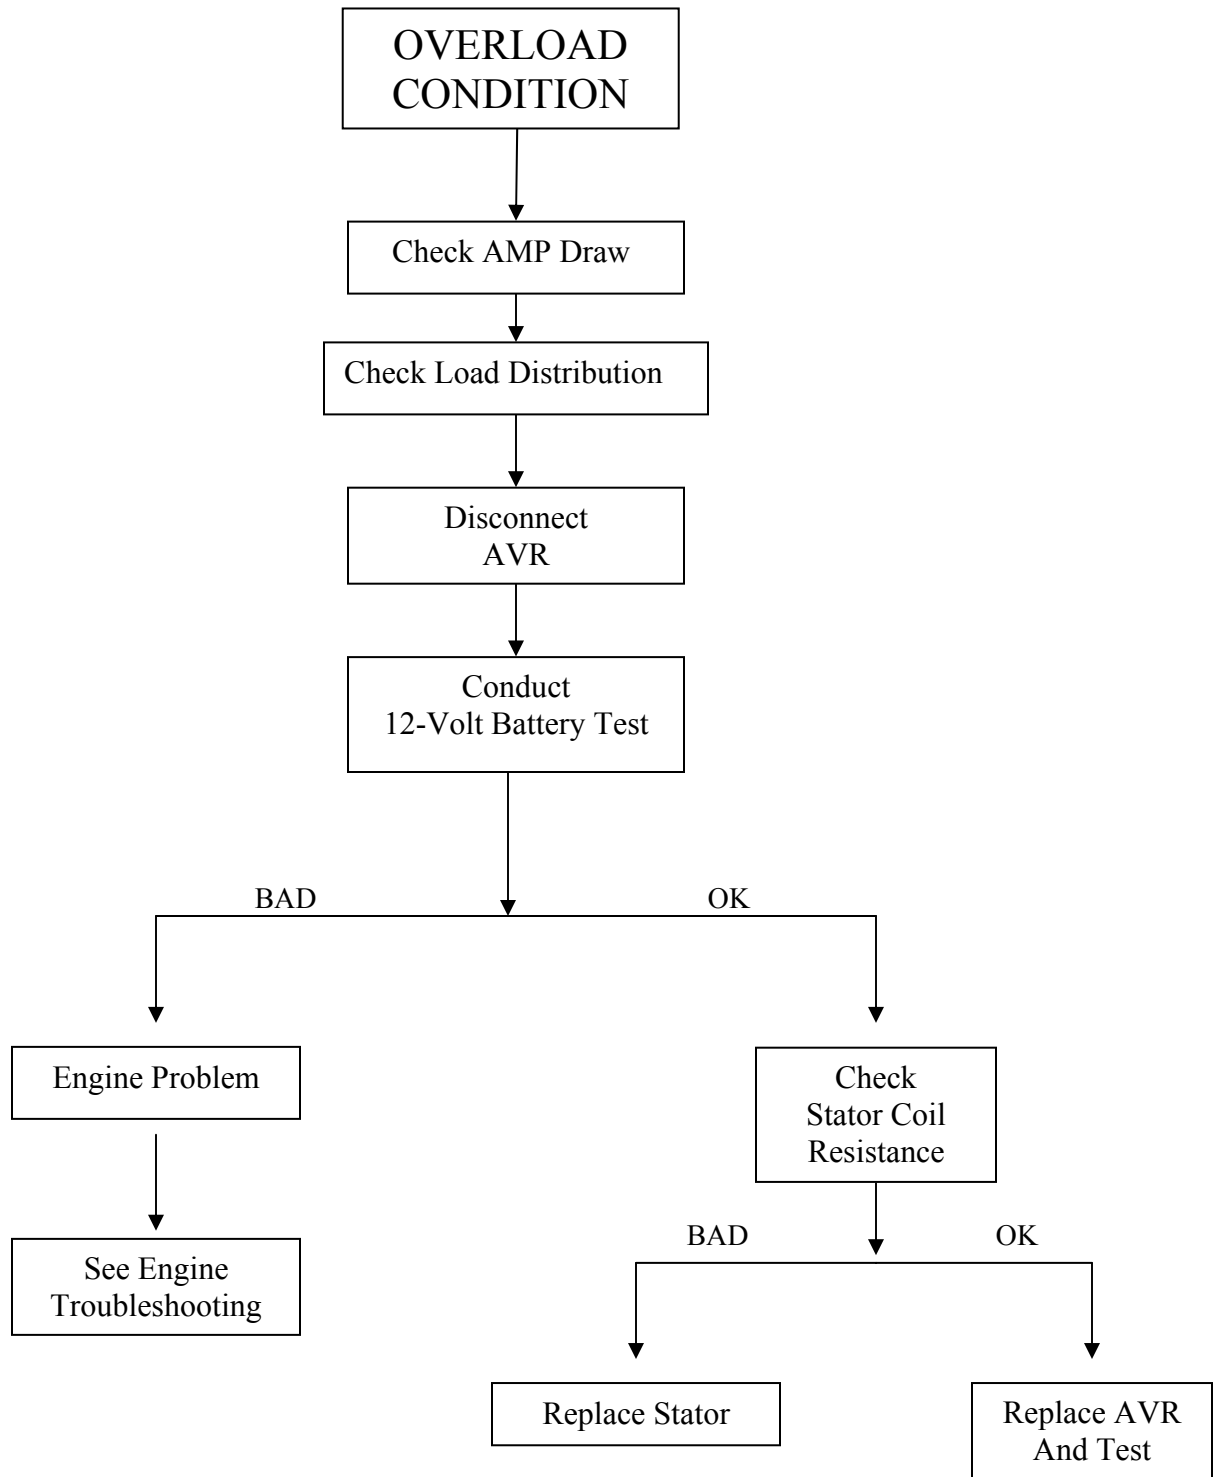 OVERLOAD
CONDITION
Check AMP Draw
Check Load Distribution
Disconnect
AVR
Conduct
12-Volt Battery Test
BAD
OK
Engine Problem
Check
Stator Coil
Resistance
BAD
OK
See Engine
Troubleshooting
Replace Stator
Replace AVR
And Test